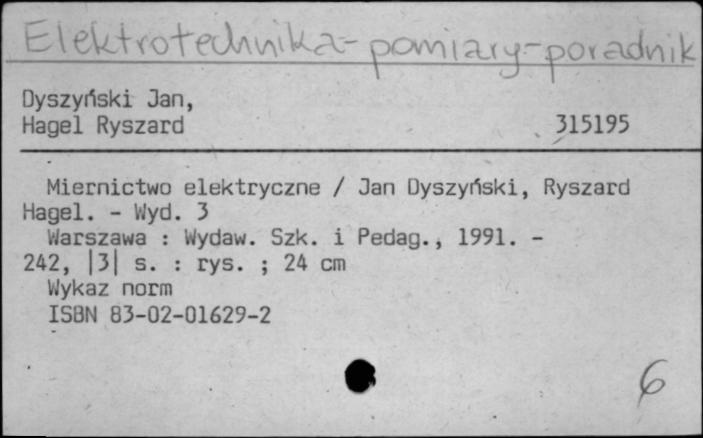 Elektrotechnika-pomiary-poradnik
Dyszyński Jan,
Hagel Ryszard 315195
Miernictwo elektryczne / Jan Dyszyński, Ryszard
Hagel. - Wyd. 3
Warszawa : Wydaw. Szk. i Pedag., 1991. -
242, |3| s. : rys. ; 24 cm
Wykaz norm
ISBN 83-02-01629-2
6